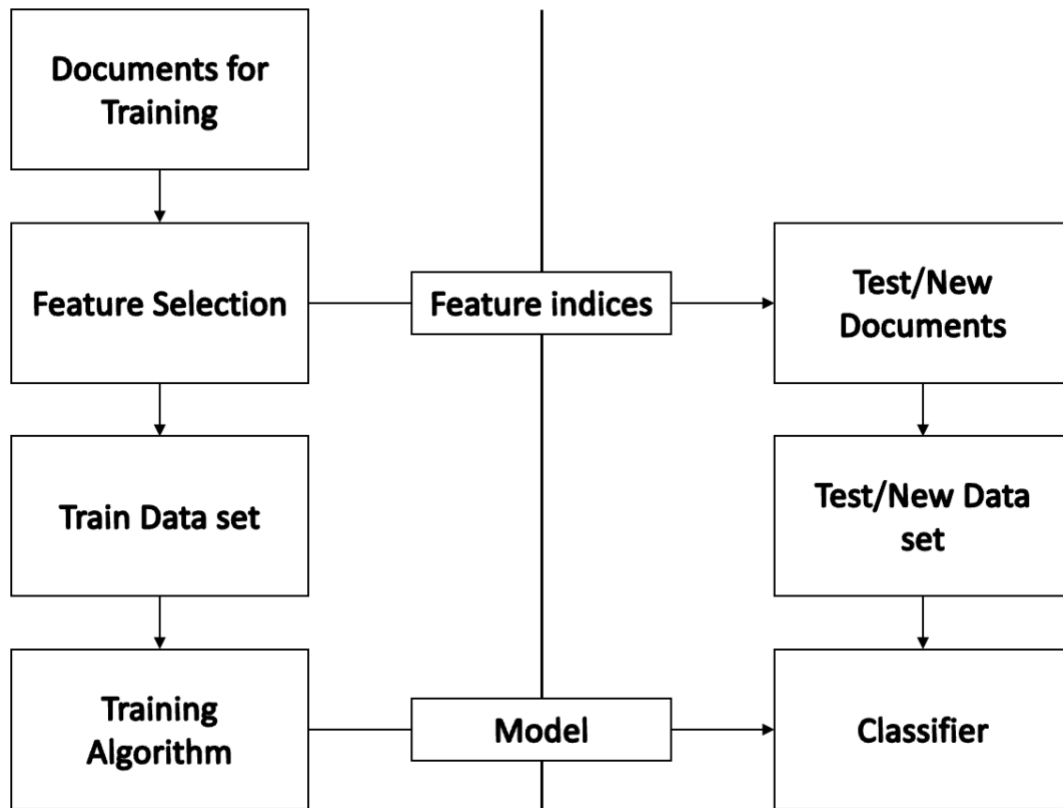 Documents for
Training
Feature Selection
Feature indices
Test/New
Documents
Train Data set
Test/New Data
set
Training
Algorithm
Model
Classifier